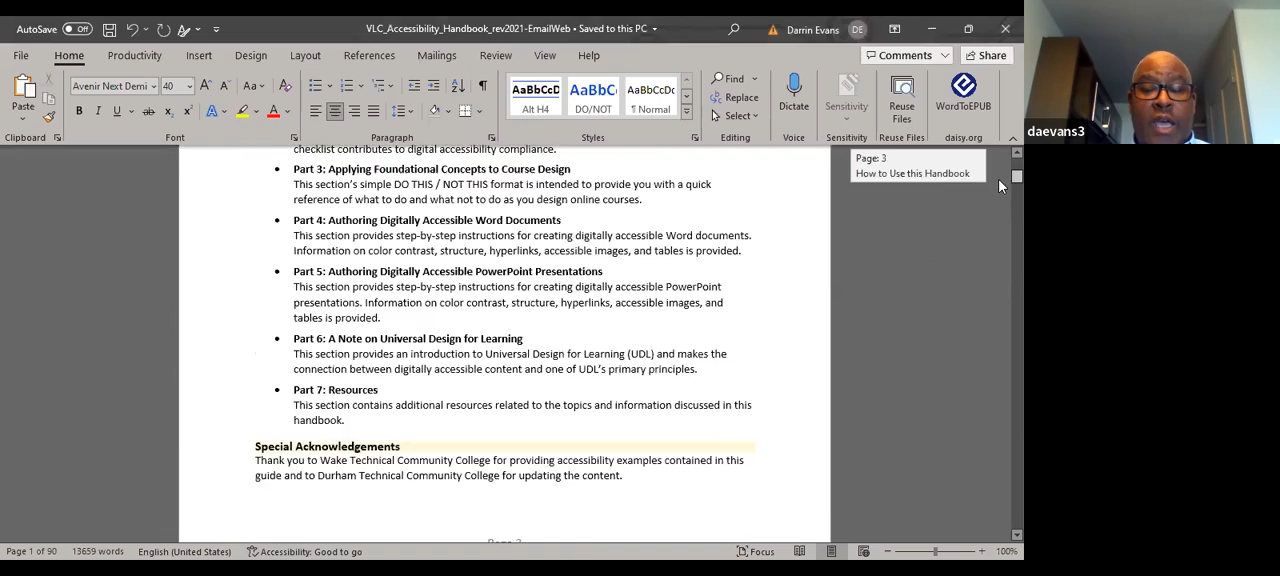 AutoSave Off VLC_Accessibility_Handbook_rev2021-EmailWeb • Saved to this PC Darrin Evans DE
File Home Productivity Insert Design Layout References Mailings Review View Help Comments Share
Paste
Clipboard
Avenir Next Demi 40
B I U ab x₂ x² A A
Font
Paragraph
AaBbCcD AaBbC AaBbCcDc
Alt H4 DO/NOT ¶ Normal
Styles
Find
Replace
Select
Editing
Dictate
Voice
Sensitivity
Sensitivity
Reuse
Files
Reuse Files
WordToEPUB
daisy.org
daevans3
Page: 3
How to Use this Handbook
checklist contributes to digital accessibility compliance.
• Part 3: Applying Foundational Concepts to Course Design
This section's simple DO THIS / NOT THIS format is intended to provide you with a quick
reference of what to do and what not to do as you design online courses.
• Part 4: Authoring Digitally Accessible Word Documents
This section provides step-by-step instructions for creating digitally accessible Word documents.
Information on color contrast, structure, hyperlinks, accessible images, and tables is provided.
• Part 5: Authoring Digitally Accessible PowerPoint Presentations
This section provides step-by-step instructions for creating digitally accessible PowerPoint
presentations. Information on color contrast, structure, hyperlinks, accessible images, and
tables is provided.
• Part 6: A Note on Universal Design for Learning
This section provides an introduction to Universal Design for Learning (UDL) and makes the
connection between digitally accessible content and one of UDL's primary principles.
• Part 7: Resources
This section contains additional resources related to the topics and information discussed in this
handbook.
Special Acknowledgements
Thank you to Wake Technical Community College for providing accessibility examples contained in this
guide and to Durham Technical Community College for updating the content.
Page 3
Page 1 of 90 13659 words English (United States) Accessibility: Good to go Focus 100%